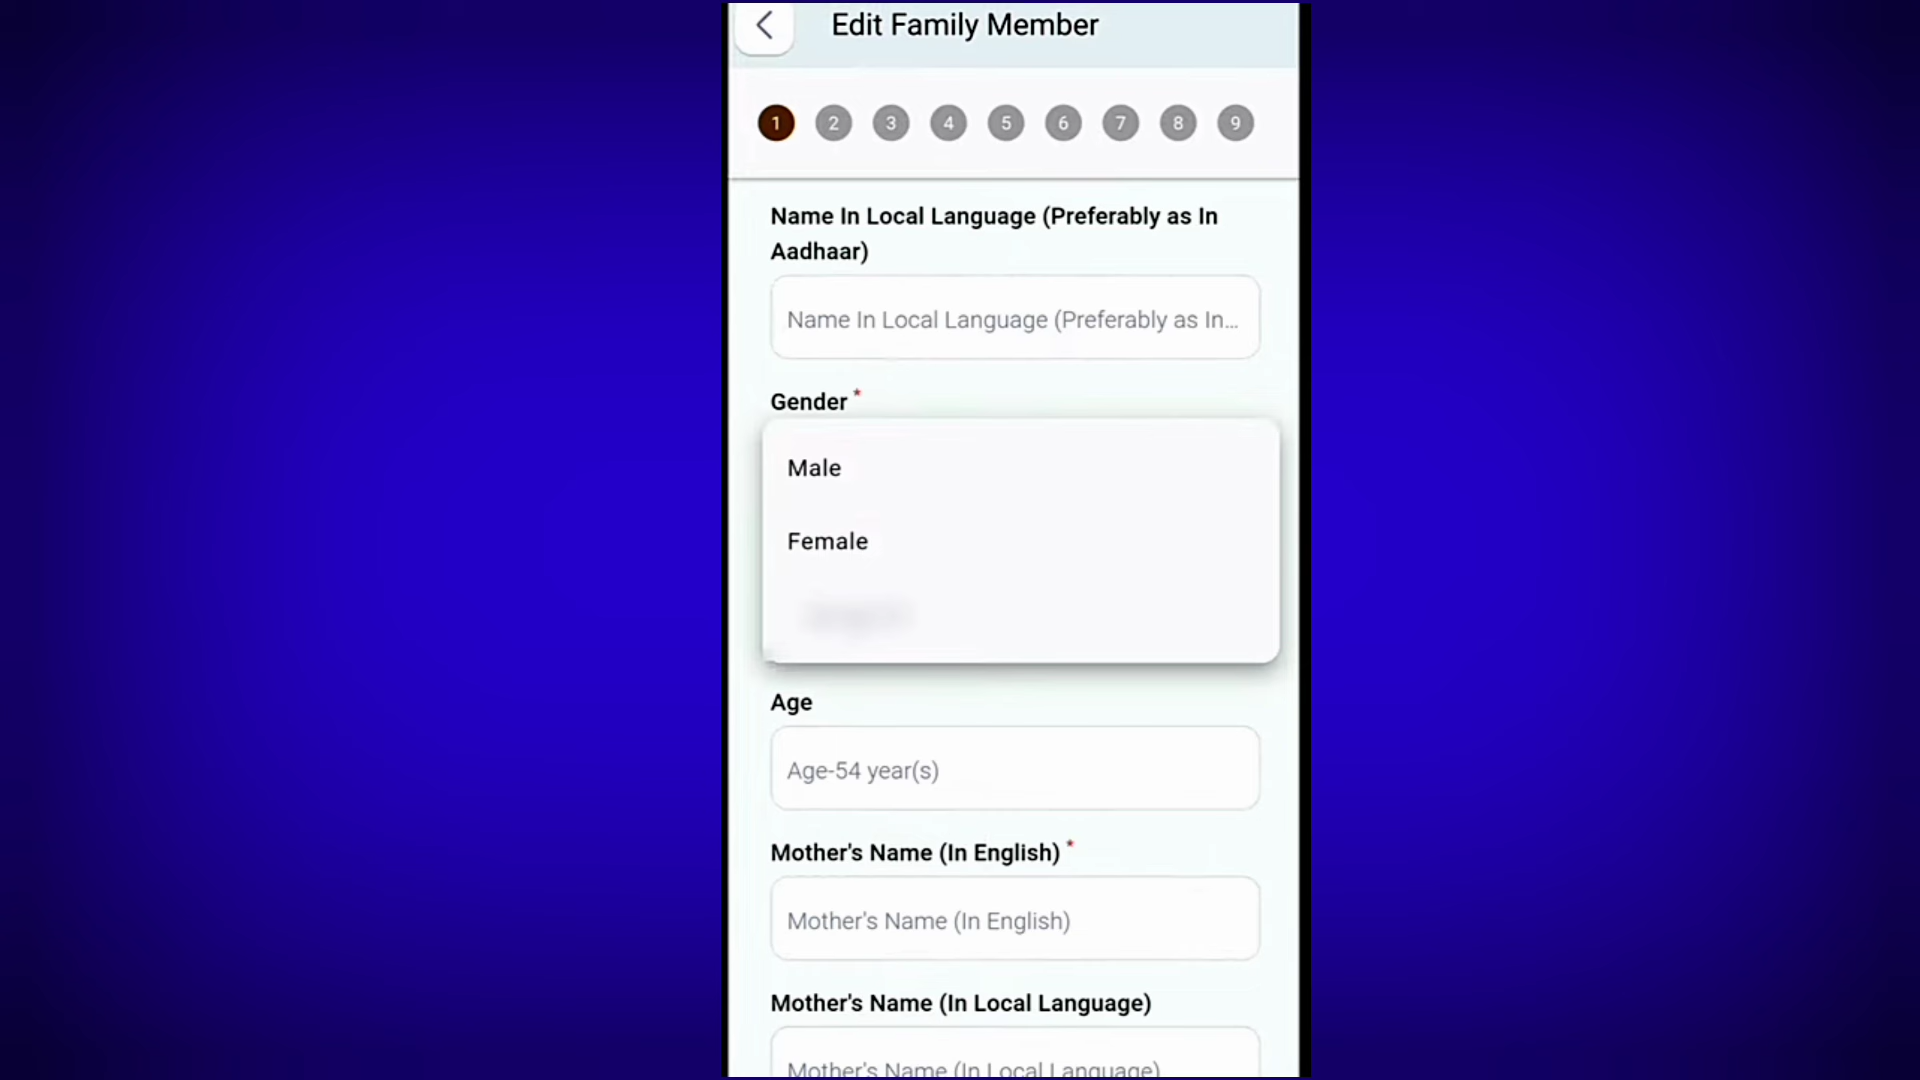 Edit Family Member
1 2 3 4 5 6 7 8 9
Name In Local Language (Preferably as In
Aadhaar)
Name In Local Language (Preferably as In...
Gender *
Male
Female
Age
Age-54 year(s)
Mother's Name (In English) *
Mother's Name (In English)
Mother's Name (In Local Language)
Mother's Name (In Local Language)